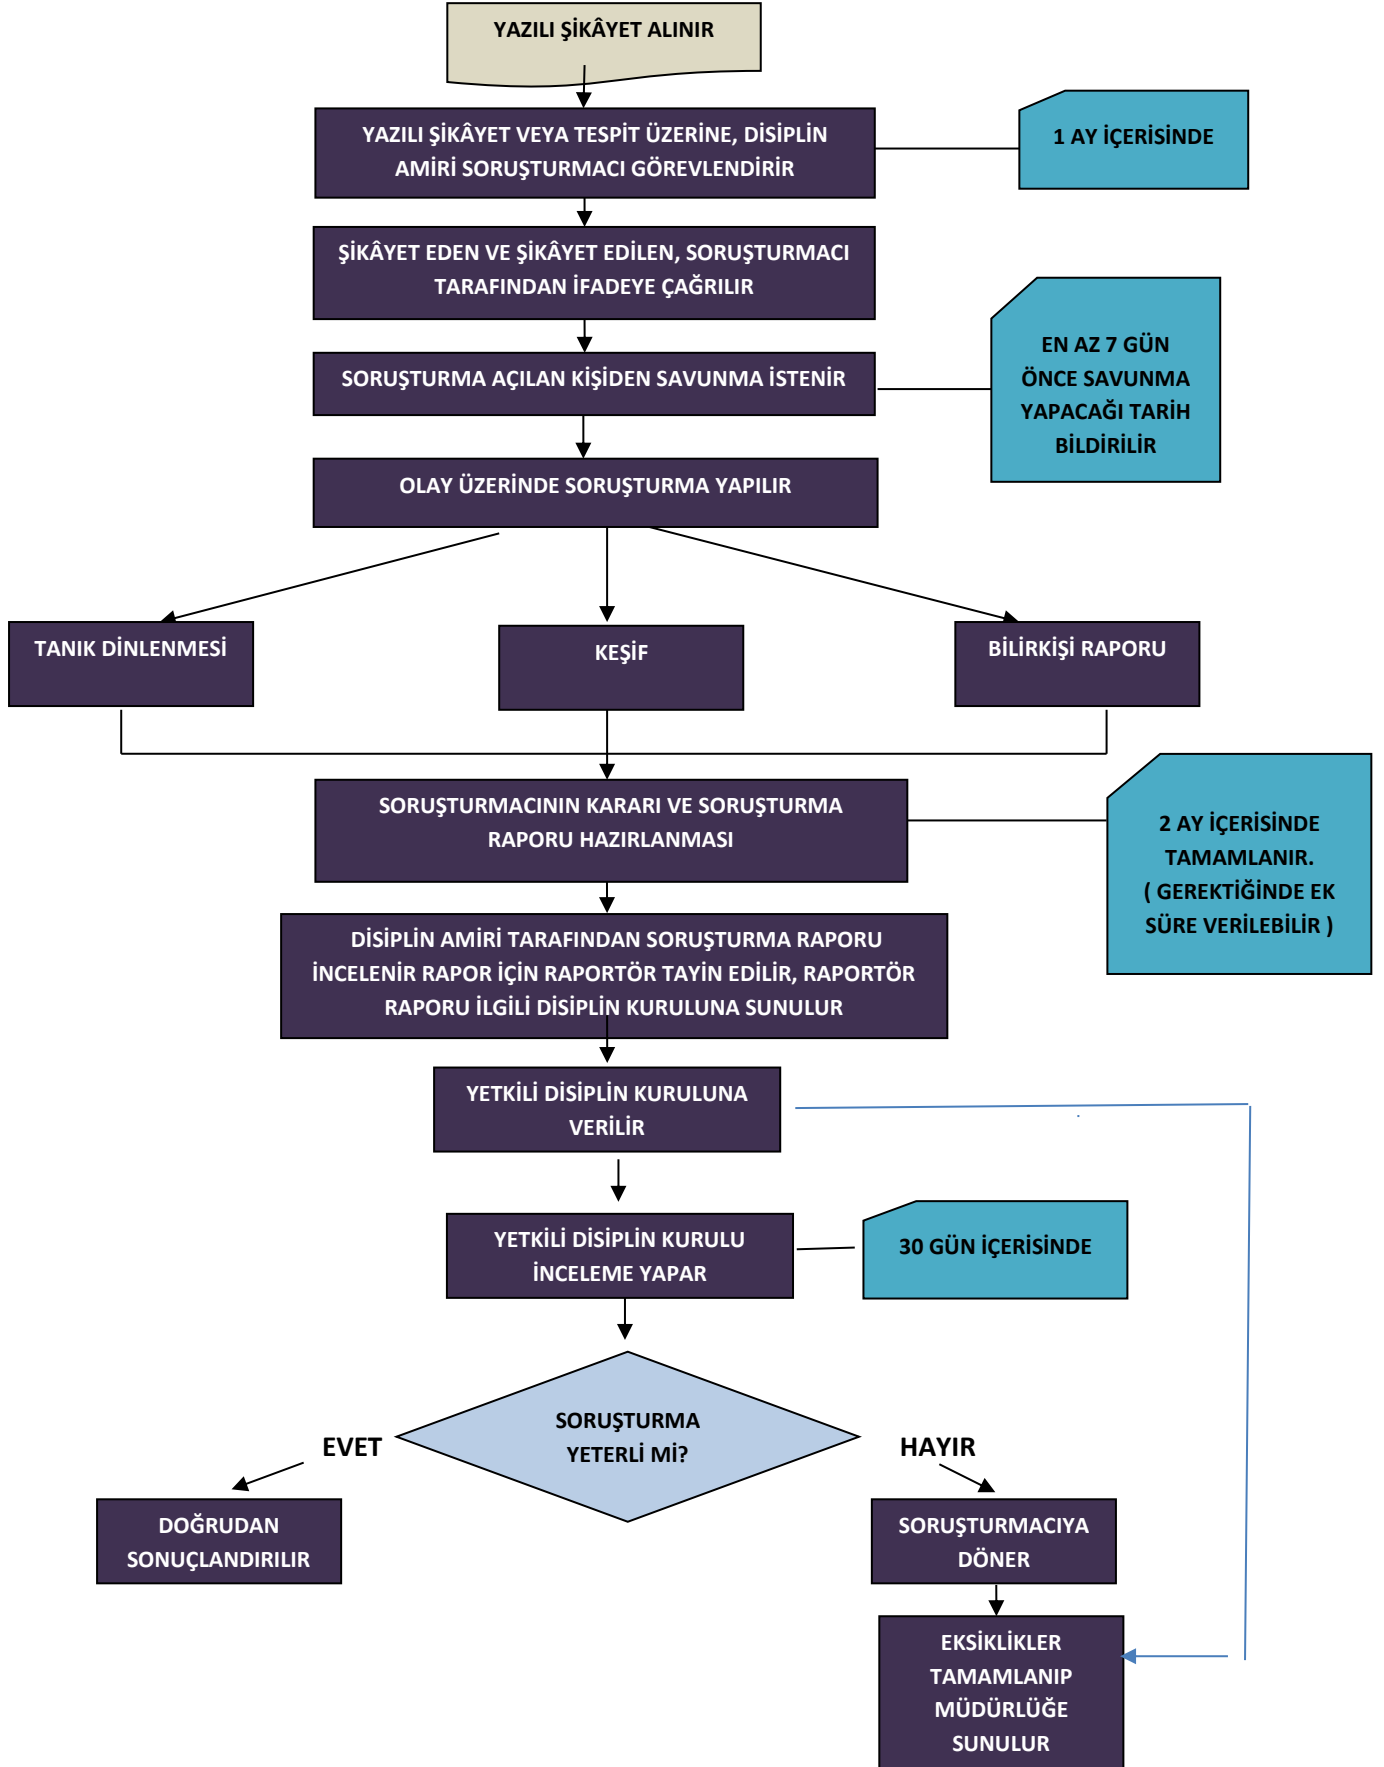 YAZILI ŞİKÂYET ALINIR
YAZILI ŞİKÂYET VEYA TESPİT ÜZERİNE, DİSİPLİN
AMİRİ SORUŞTURMACI GÖREVLENDİRİR
1 AY İÇERİSİNDE
ŞİKÂYET EDEN VE ŞİKÂYET EDİLEN, SORUŞTURMACI
TARAFINDAN İFADEYE ÇAĞRILIR
SORUŞTURMA AÇILAN KİŞİDEN SAVUNMA İSTENİR
EN AZ 7 GÜN
ÖNCE SAVUNMA
YAPACAĞI TARİH
BİLDİRİLİR
OLAY ÜZERİNDE SORUŞTURMA YAPILIR
TANIK DİNLENMESİ
KEŞİF
BİLİRKİŞİ RAPORU
SORUŞTURMACININ KARARI VE SORUŞTURMA
RAPORU HAZIRLANMASI
2 AY İÇERİSİNDE
TAMAMLANIR.
( GEREKTİĞİNDE EK
SÜRE VERİLEBİLİR )
DİSİPLİN AMİRİ TARAFINDAN SORUŞTURMA RAPORU
İNCELENİR RAPOR İÇİN RAPORTÖR TAYİN EDİLİR, RAPORTÖR
RAPORU İLGİLİ DİSİPLİN KURULUNA SUNULUR
YETKİLİ DİSİPLİN KURULUNA
VERİLİR
YETKİLİ DİSİPLİN KURULU
İNCELEME YAPAR
30 GÜN İÇERİSİNDE
SORUŞTURMA
YETERLİ Mİ?
EVET
HAYIR
DOĞRUDAN
SONUÇLANDIRILIR
SORUŞTURMACIYA
DÖNER
EKSİKLİKLER
TAMAMLANIP
MÜDÜRLÜĞE
SUNULUR